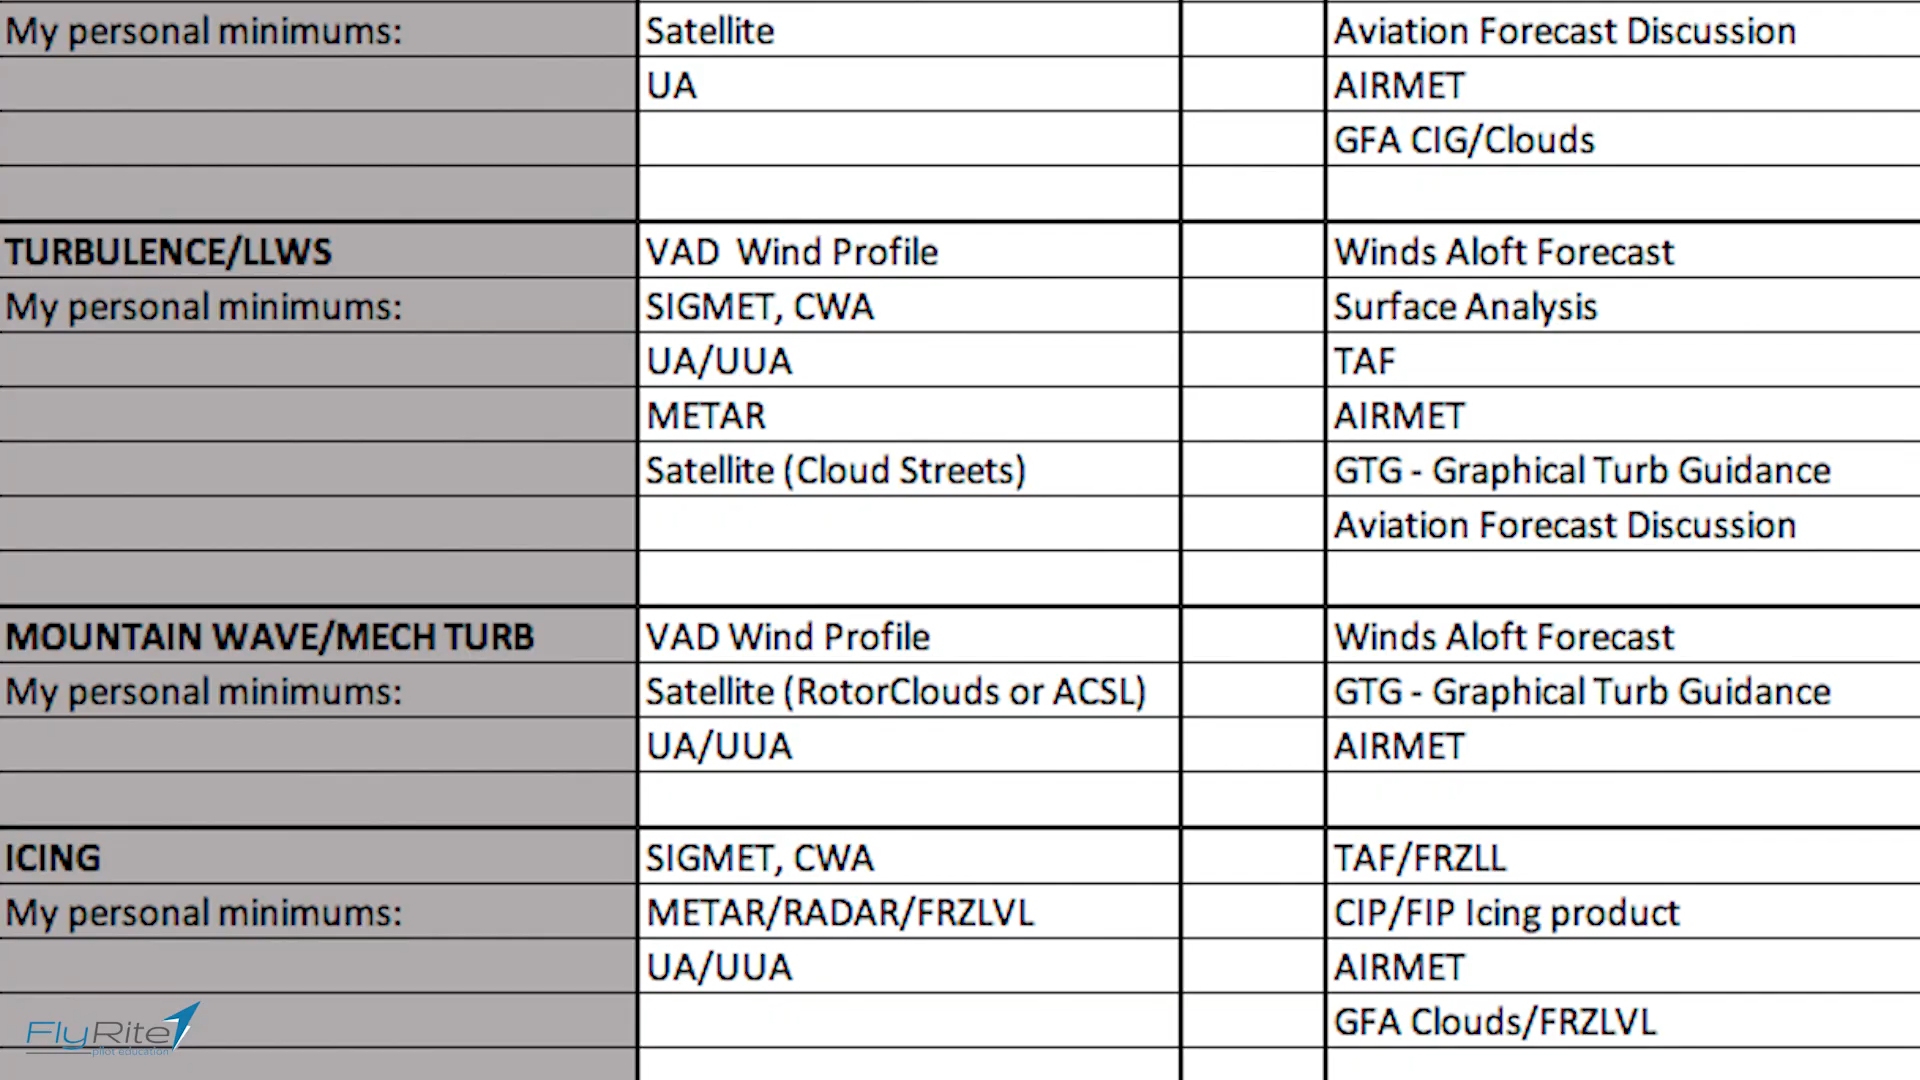 My personal minimums: Satellite Aviation Forecast Discussion
UA AIRMET
GFA CIG/Clouds
TURBULENCE/LLWS VAD  Wind Profile Winds Aloft Forecast
My personal minimums: SIGMET, CWA Surface Analysis
UA/UUA TAF
METAR AIRMET
Satellite (Cloud Streets) GTG - Graphical Turb Guidance
Aviation Forecast Discussion
MOUNTAIN WAVE/MECH TURB VAD Wind Profile Winds Aloft Forecast
My personal minimums: Satellite (RotorClouds or ACSL) GTG - Graphical Turb Guidance
UA/UUA AIRMET
ICING SIGMET, CWA TAF/FRZLL
My personal minimums: METAR/RADAR/FRZLVL CIP/FIP Icing product
UA/UUA AIRMET
GFA Clouds/FRZLVL
FlyRite
pilot education